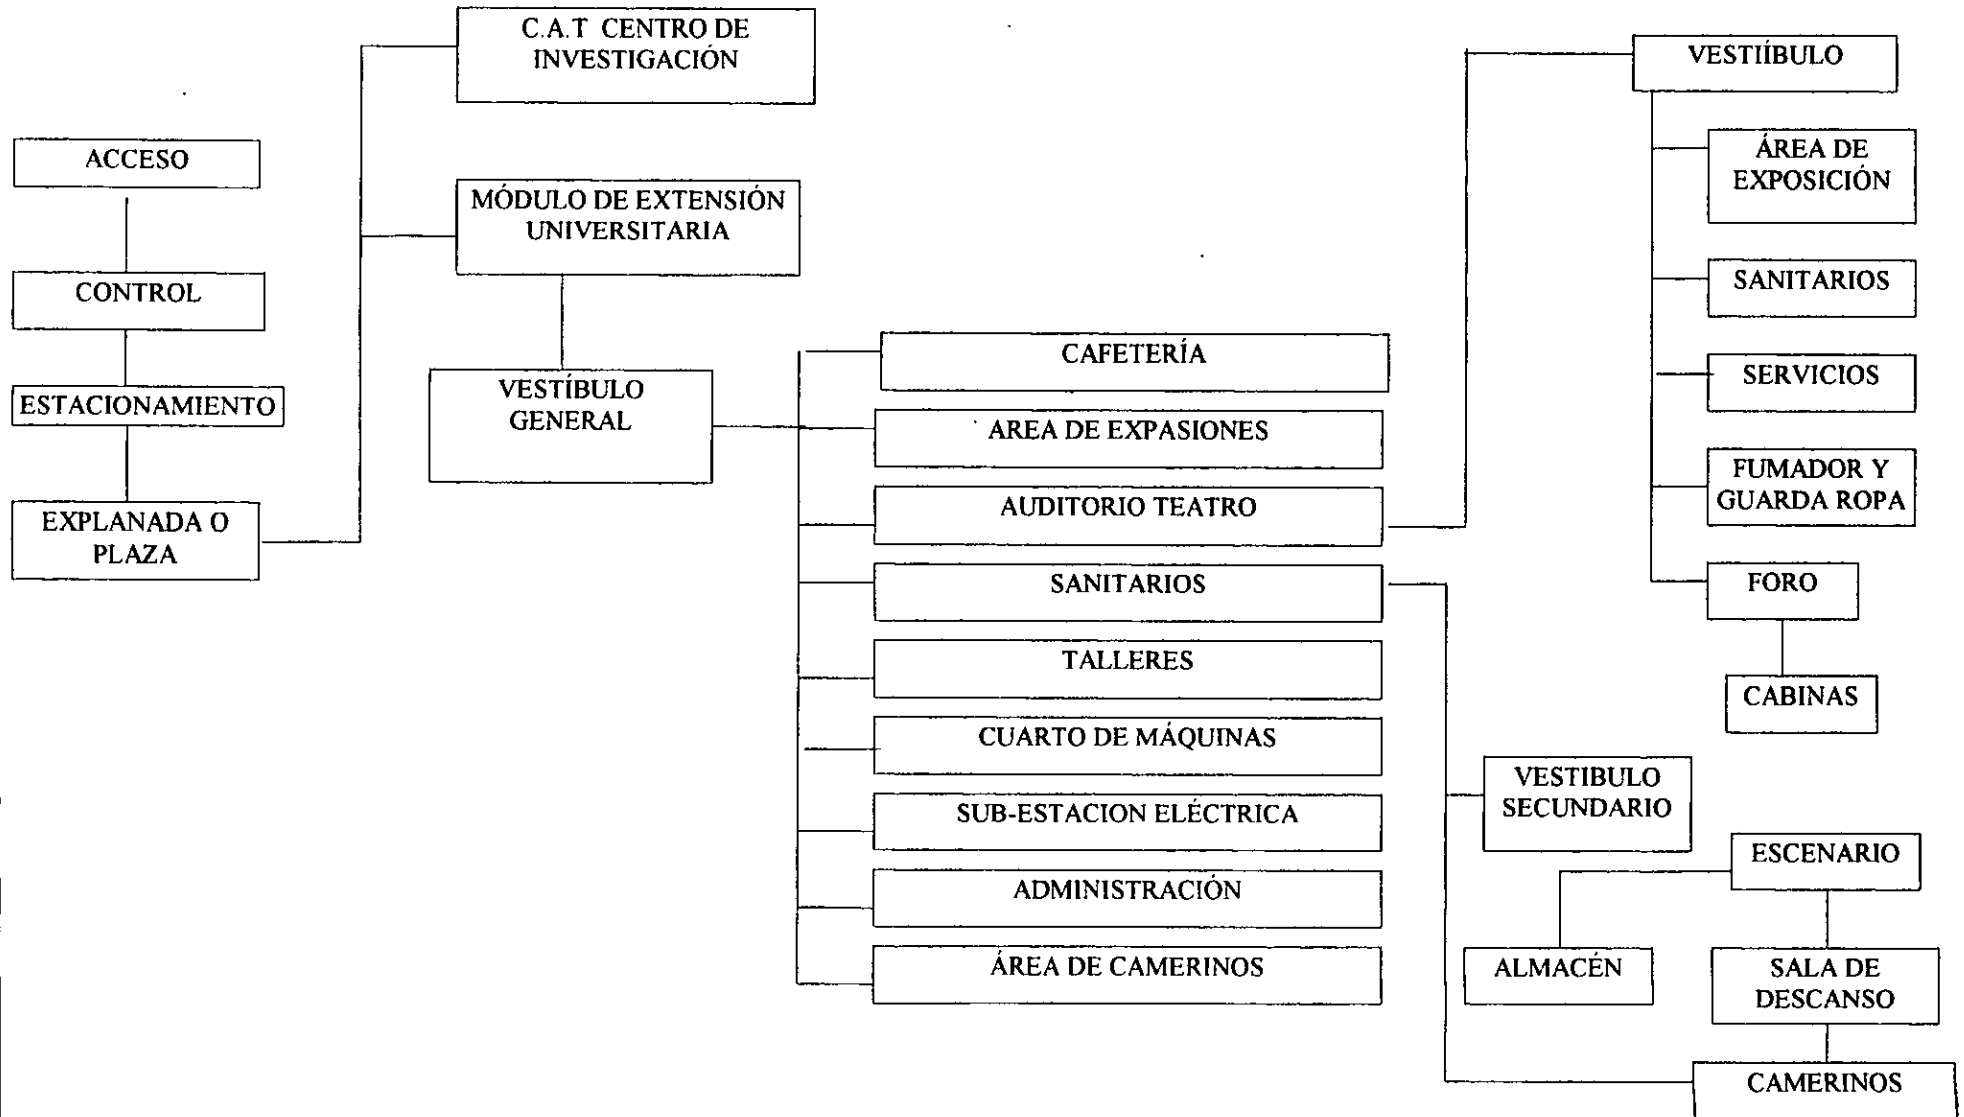 ACCESO
CONTROL
ESTACIONAMIENTO
EXPLANADA O
PLAZA
C.A.T CENTRO DE
INVESTIGACIÓN
MÓDULO DE EXTENSIÓN
UNIVERSITARIA
VESTÍBULO
GENERAL
CAFETERÍA
AREA DE EXPASIONES
AUDITORIO TEATRO
SANITARIOS
TALLERES
CUARTO DE MÁQUINAS
SUB-ESTACION ELÉCTRICA
ADMINISTRACIÓN
ÁREA DE CAMERINOS
VESTIÍBULO
ÁREA DE
EXPOSICIÓN
SANITARIOS
SERVICIOS
FUMADOR Y
GUARDA ROPA
FORO
CABINAS
VESTIBULO
SECUNDARIO
ESCENARIO
ALMACÉN
SALA DE
DESCANSO
CAMERINOS